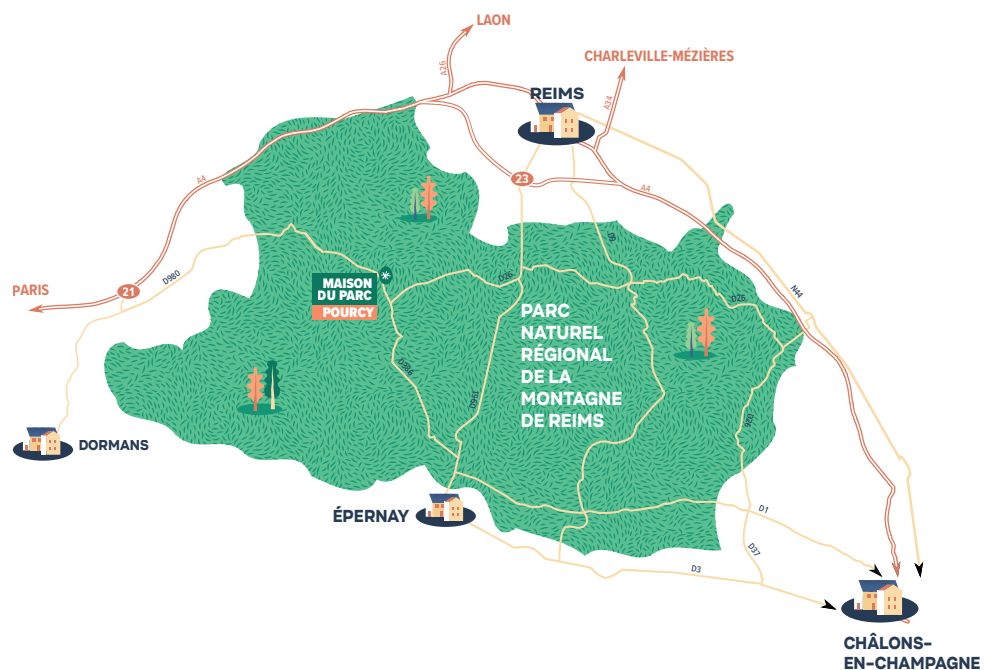 LAON
A26
CHARLEVILLE-MÉZIÈRES
REIMS
A34
A4
23
A4
D9
D980
PARIS
21
MAISON
DU PARC
POURCY
D26
D26
N44
PARC
NATUREL
RÉGIONAL
DE LA
MONTAGNE
DE REIMS
D386
D951
DORMANS
ÉPERNAY
D1
D37
D3
CHÂLONS-
EN-CHAMPAGNE